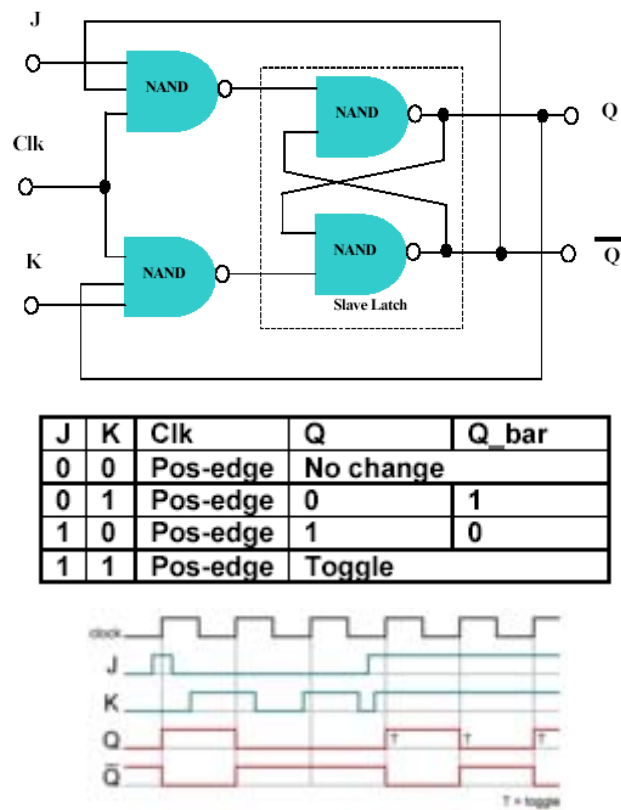 J
NAND
NAND
Q
Clk
NAND
NAND
Q
K
Slave Latch
J K Clk Q Q_bar
0 0 Pos-edge No change
0 1 Pos-edge 0 1
1 0 Pos-edge 1 0
1 1 Pos-edge Toggle
clock
J
K
Q T T T
Q
T = toggle